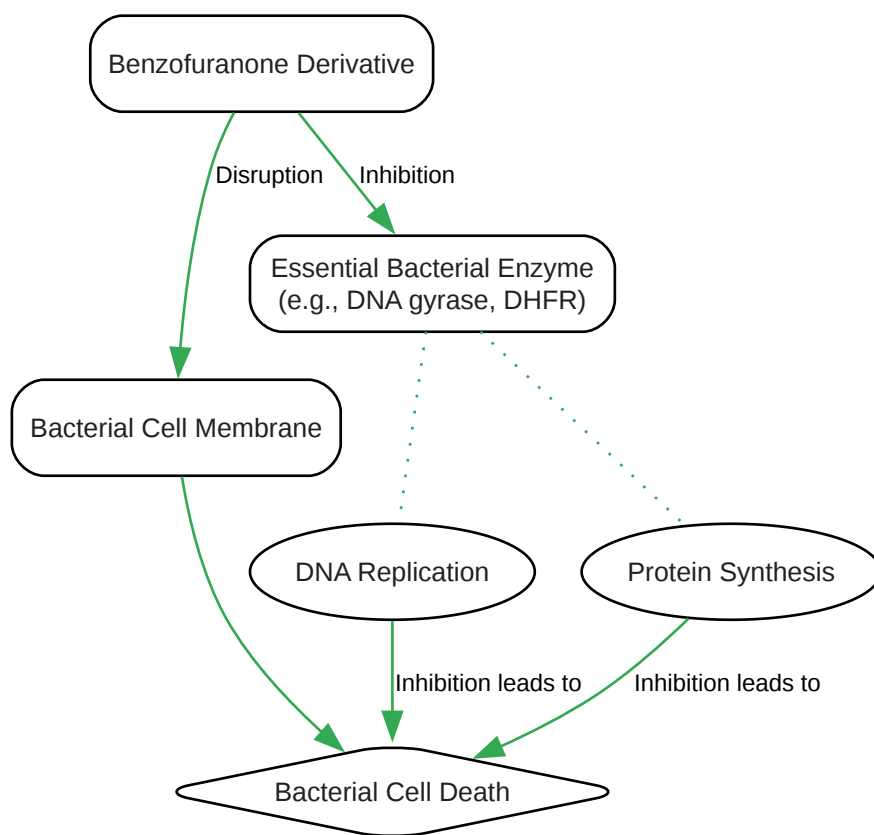 Benzofuranone Derivative
Disruption
Inhibition
Essential Bacterial Enzyme
(e.g., DNA gyrase, DHFR)
Bacterial Cell Membrane
DNA Replication
Protein Synthesis
Inhibition leads to
Inhibition leads to
Bacterial Cell Death